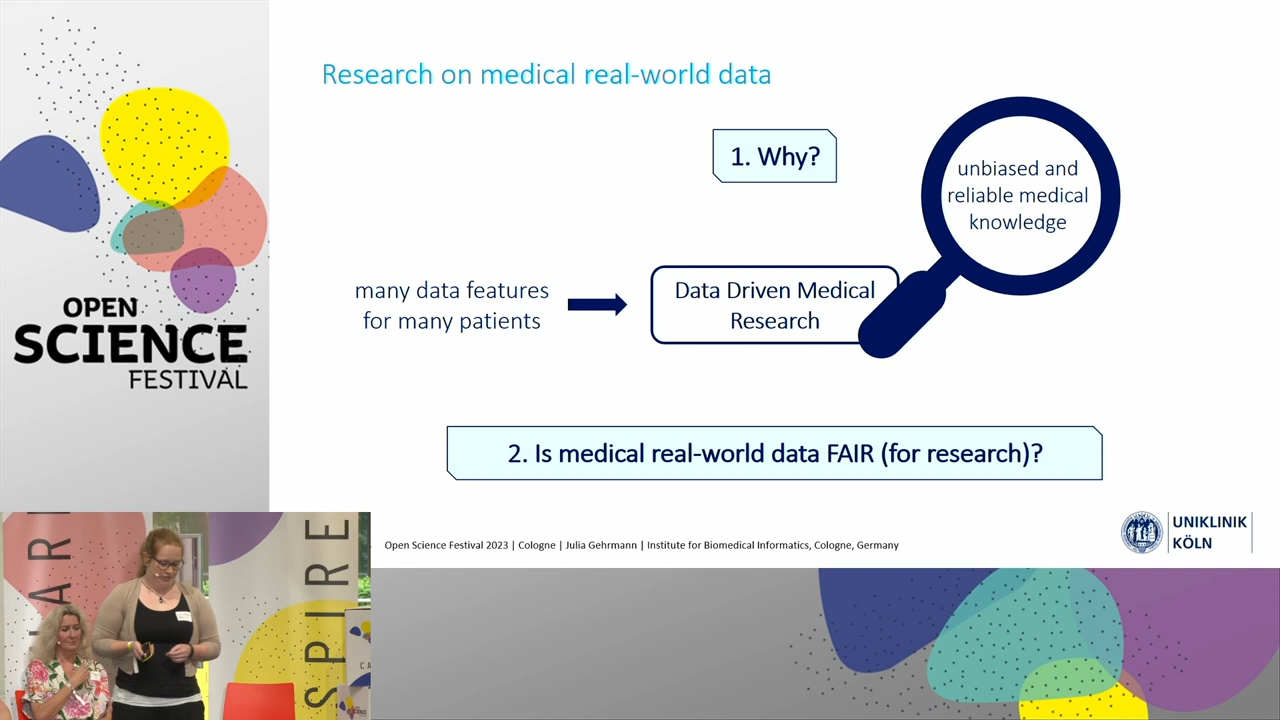 OPEN
SCIENCE
FESTIVAL
Research on medical real-world data
1. Why?
unbiased and
reliable medical
knowledge
many data features
for many patients
Data Driven Medical
Research
2. Is medical real-world data FAIR (for research)?
Open Science Festival 2023 | Cologne | Julia Gehrmann | Institute for Biomedical Informatics, Cologne, Germany
UNIKLINIK
KÖLN
ARE
SPIRE